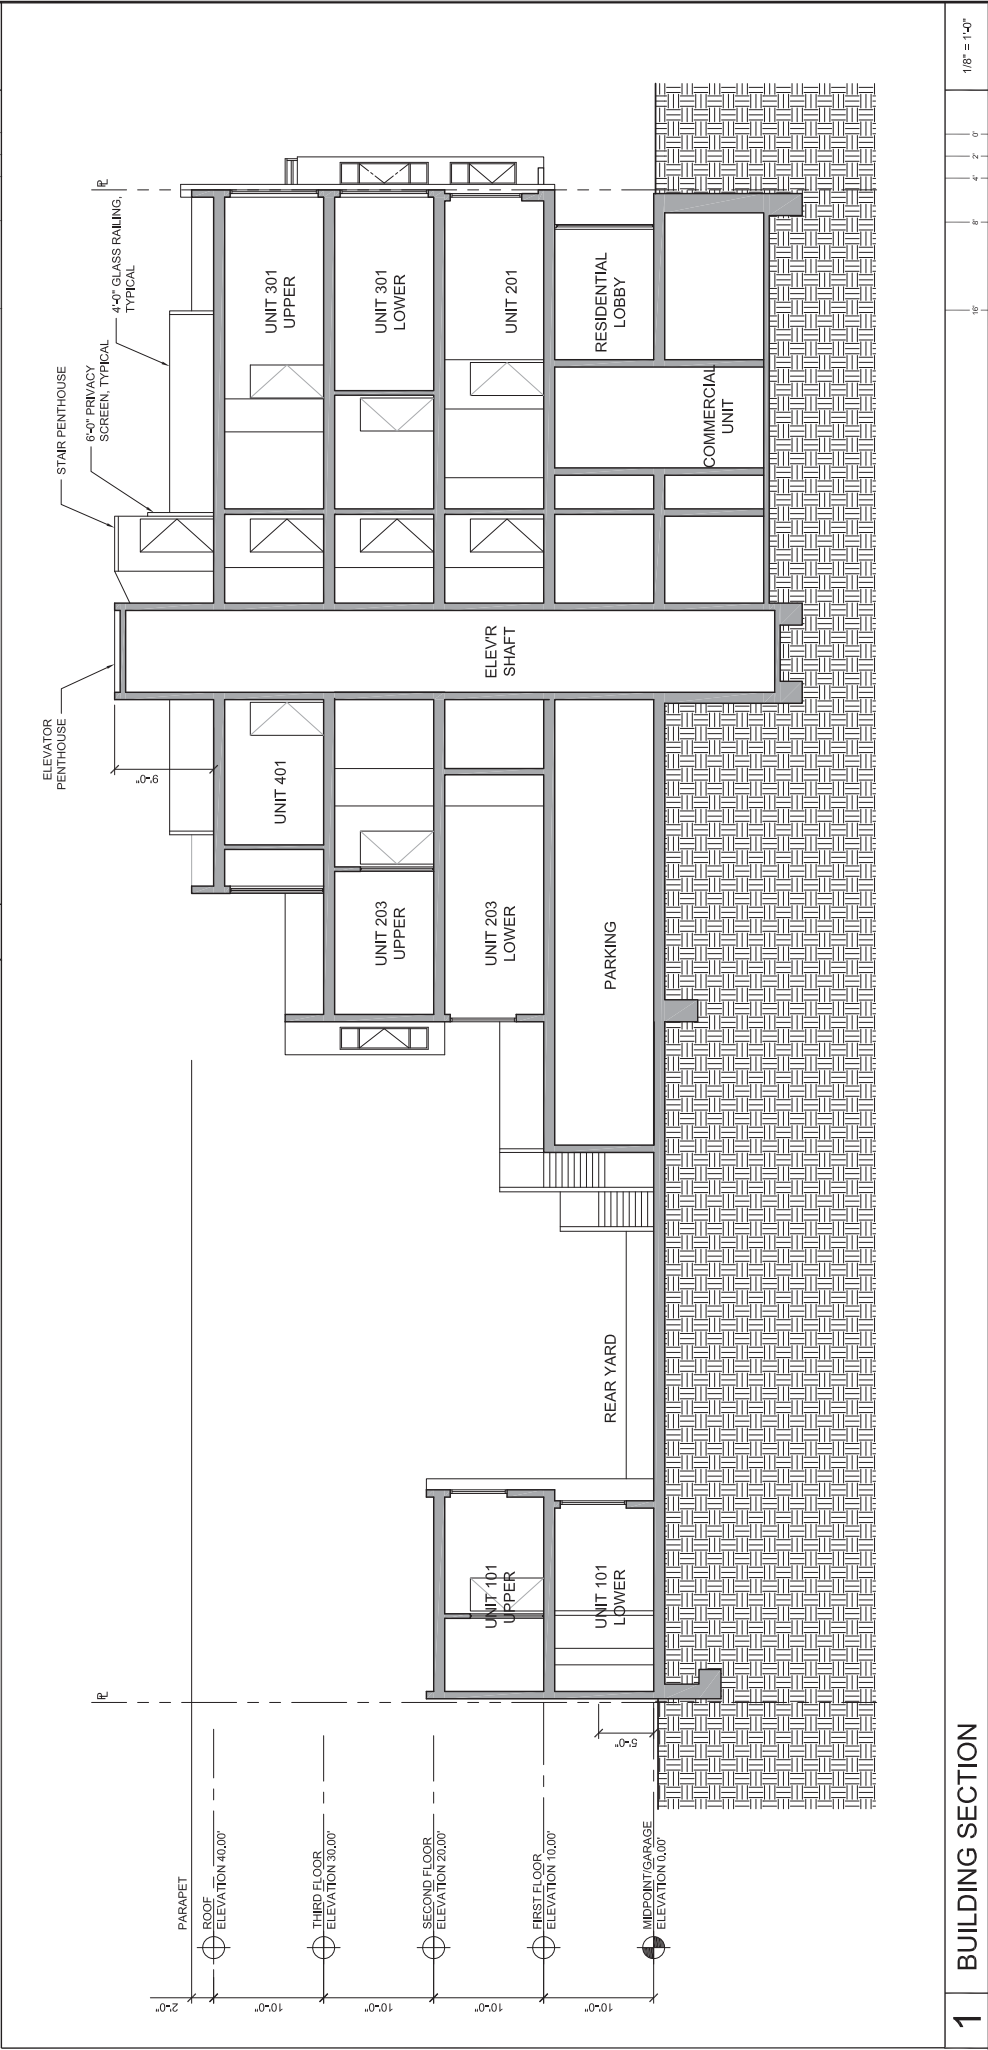 ELEVATOR
PENTHOUSE
STAIR PENTHOUSE
6'-0" PRIVACY
SCREEN, TYPICAL
4'-0" GLASS RAILING,
TYPICAL
PL
PL
9'-0"
PARAPET
ROOF
ELEVATION 40.00'
THIRD FLOOR
ELEVATION 30.00'
SECOND FLOOR
ELEVATION 20.00'
FIRST FLOOR
ELEVATION 10.00'
MIDPOINT/GARAGE
ELEVATION 0.00'
2'-0"
10'-0"
10'-0"
10'-0"
10'-0"
5'-0"
UNIT 401
UNIT 301
UPPER
UNIT 203
UPPER
UNIT 301
LOWER
UNIT 101
UPPER
UNIT 203
LOWER
ELEV'R
SHAFT
UNIT 201
UNIT 101
LOWER
REAR YARD
PARKING
RESIDENTIAL
LOBBY
COMMERCIAL
UNIT
1
BUILDING SECTION
16'
8'
4'
2'
0'
1/8" = 1'-0"